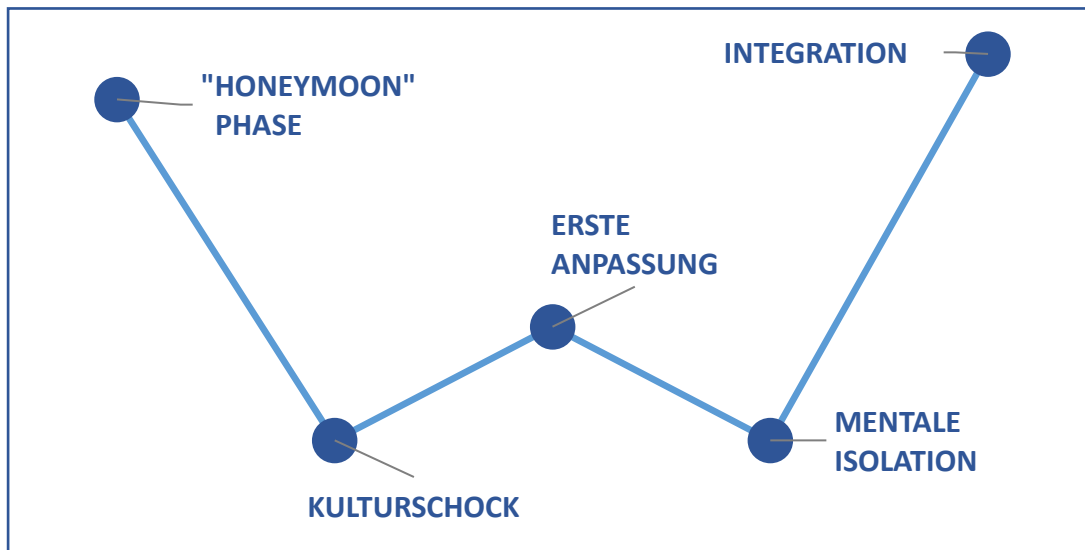 "HONEYMOON"
PHASE
KULTURSCHOCK
ERSTE
ANPASSUNG
MENTALE
ISOLATION
INTEGRATION